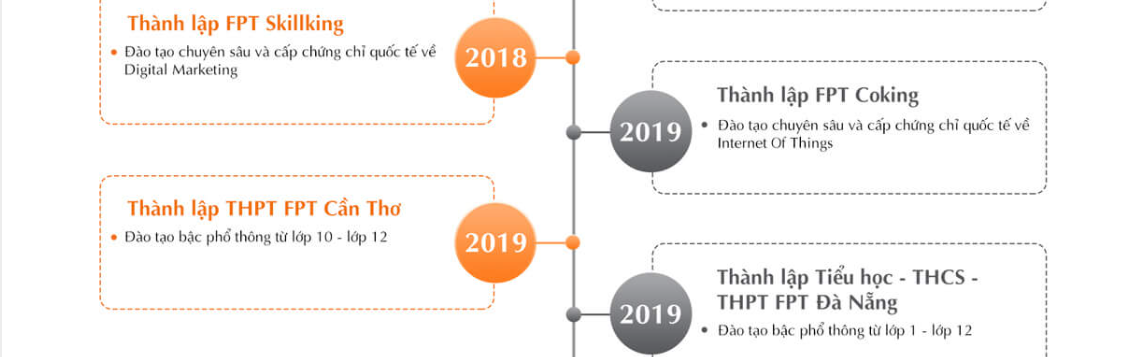 Thành lập FPT Skillking
• Đào tạo chuyên sâu và cấp chứng chỉ quốc tế về
Digital Marketing
2018
Thành lập FPT Coking
• Đào tạo chuyên sâu và cấp chứng chỉ quốc tế về
Internet Of Things
2019
Thành lập THPT FPT Cần Thơ
• Đào tạo bậc phổ thông từ lớp 10 - lớp 12
2019
Thành lập Tiểu học - THCS -
THPT FPT Đà Nẵng
• Đào tạo bậc phổ thông từ lớp 1 - lớp 12
2019